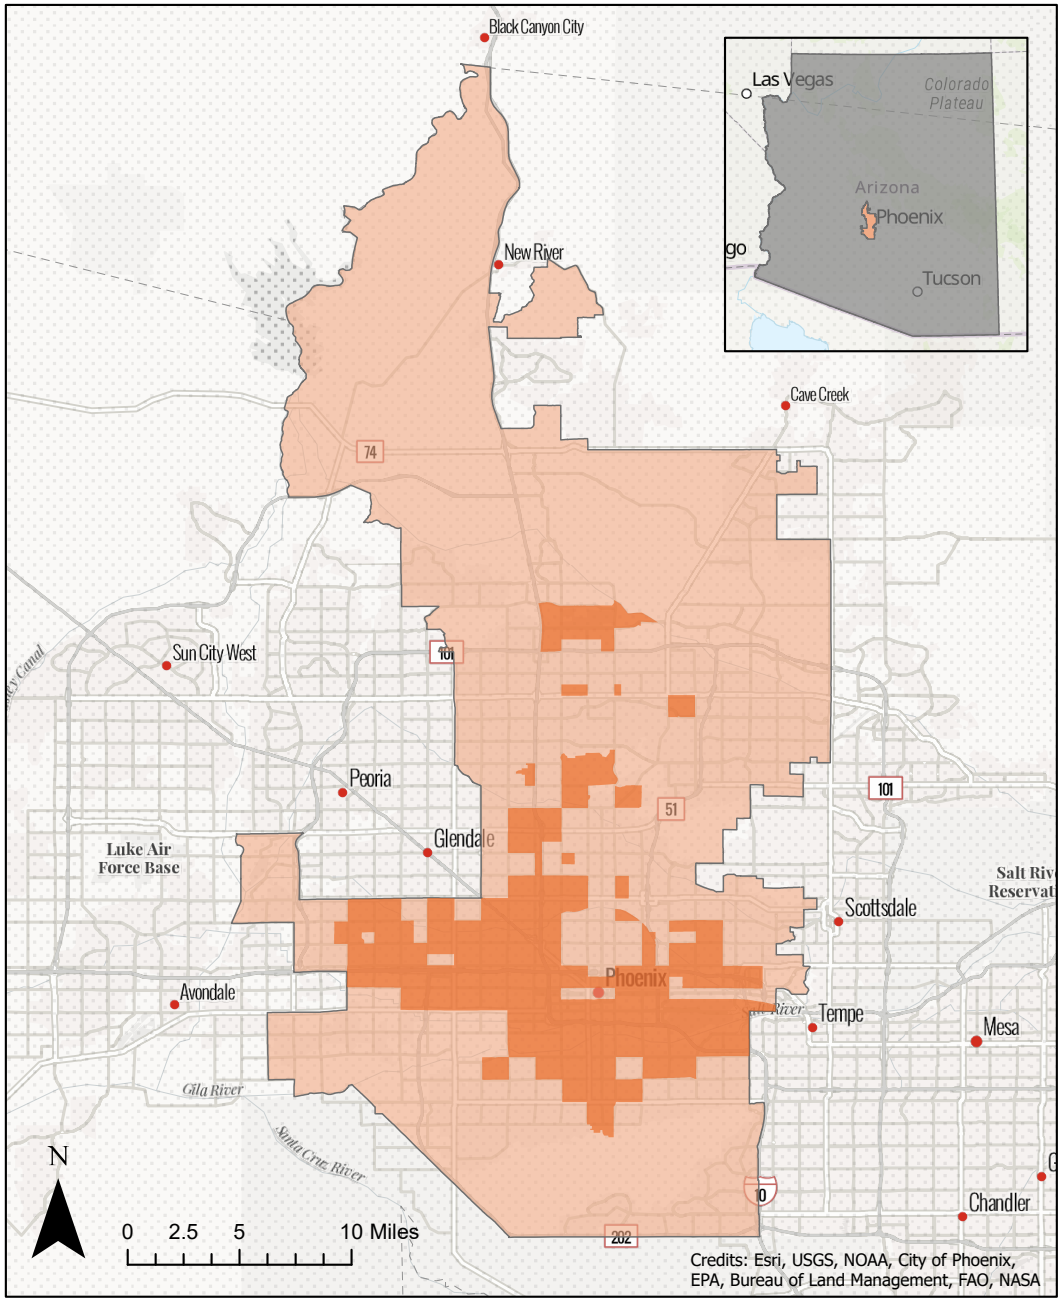 Black Canyon City
Las Vegas
Colorado
Plateau
Arizona
Phoenix
New River
go
Tucson
Cave Creek
74
Sun City West
101
Canal
Peoria
101
51
Glendale
Luke Air
Force Base
Salt Riv
Reservat
Scottsdale
Phoenix
Avondale
River
Tempe
Mesa
Gila River
Santa Cruz River
N
G
10
Chandler
202
0 2.5 5 10 Miles
Credits: Esri, USGS, NOAA, City of Phoenix,
EPA, Bureau of Land Management, FAO, NASA